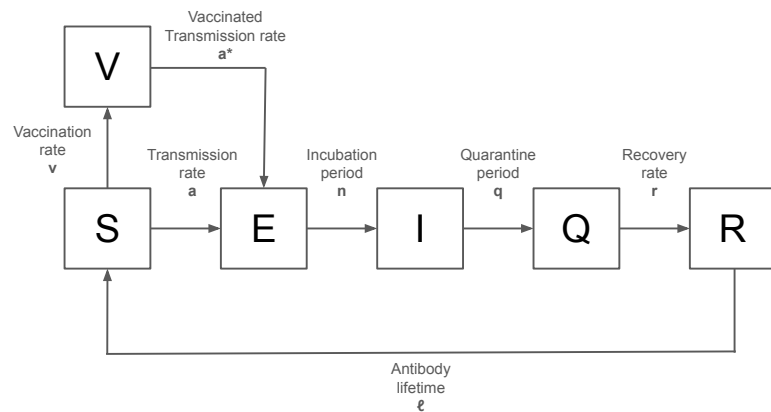 Vaccinated
Transmission rate
a*
V
Vaccination
rate
v
Transmission
rate
a
Incubation
period
n
Quarantine
period
q
Recovery
rate
r
S
E
I
Q
R
Antibody
lifetime
ℓ